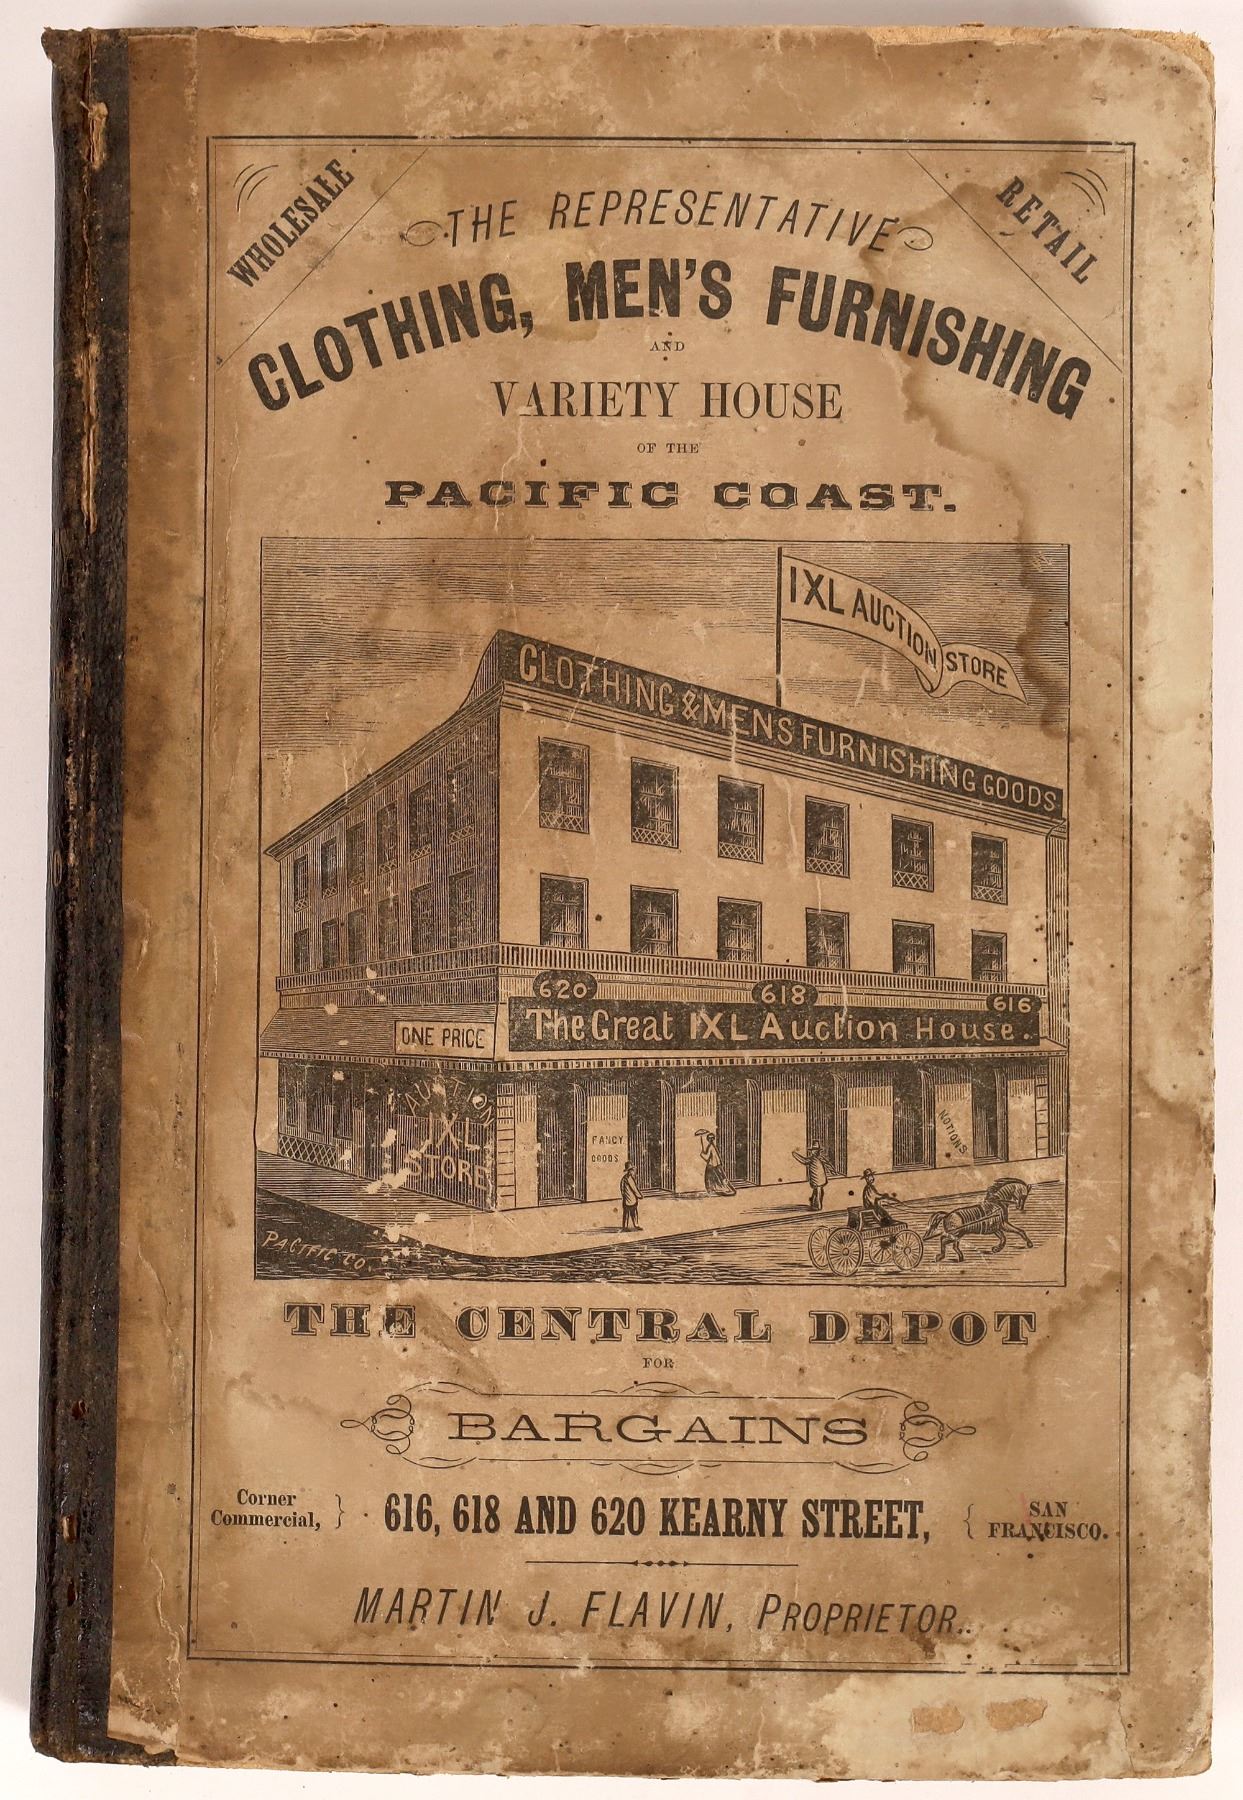 WHOLESALE
RETAIL
THE REPRESENTATIVE
CLOTHING, MEN'S FURNISHING
AND
VARIETY HOUSE
OF THE
PACIFIC COAST.
IXL AUCTION STORE
CLOTHING & MENS FURNISHING GOODS
620 618 616
The Great IXL Auction House.
ONE PRICE
AUCTION
IXL
STORE
FANCY
GOODS
NOTIONS
PACIFIC CO.
THE CENTRAL DEPOT
FOR
BARGAINS
Corner
Commercial,
616, 618 AND 620 KEARNY STREET,
SAN
FRANCISCO.
MARTIN J. FLAVIN, PROPRIETOR.